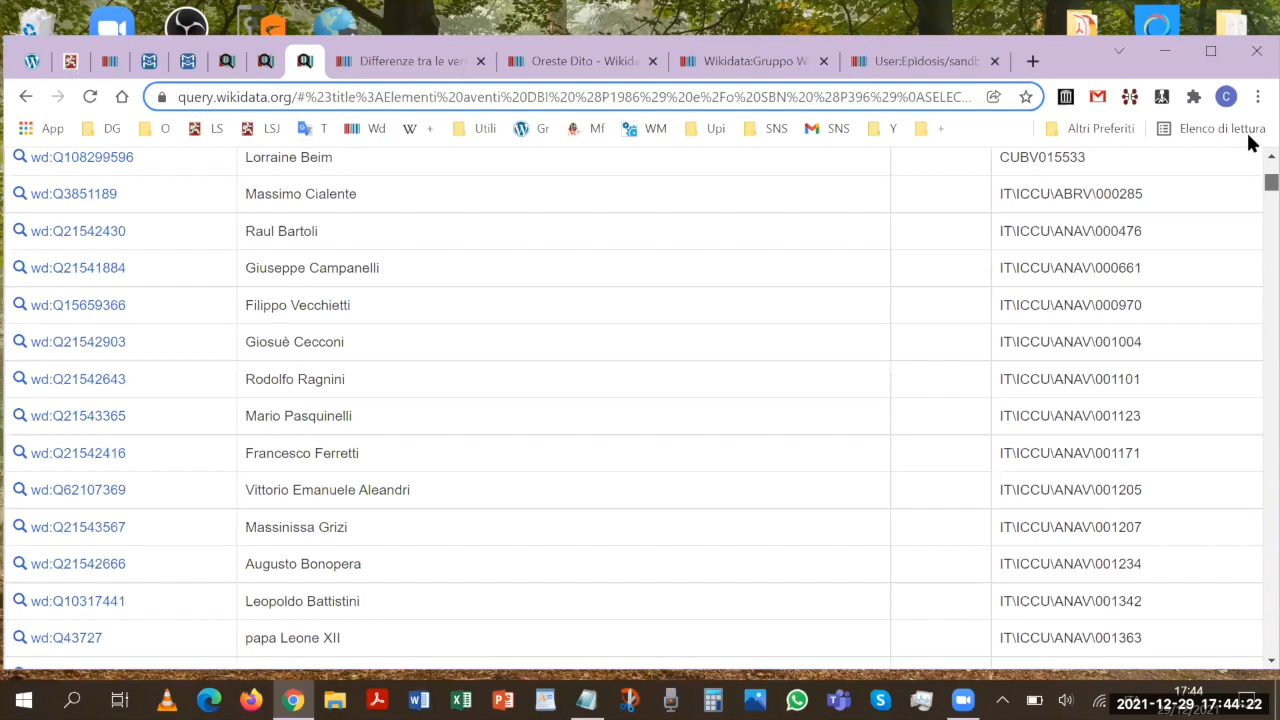 Differenze tra le ver
Oreste Dito - Wikida
Wikidata:Gruppo W
User:Epidosis/sandb
query.wikidata.org/#%23title%3AElementi%20aventi%20DBI%20%28P1986%29%20e%2Fo%20SBN%20%28P396%29%0ASELEC...
C
App DG O LS LSJ T Wd + Utili Gr Mf WM Upi SNS SNS Y + Altri Preferiti Elenco di lettura
wd:Q108299596 Lorraine Beim CUBV015533
wd:Q3851189 Massimo Cialente IT\ICCU\ABRV\000285
wd:Q21542430 Raul Bartoli IT\ICCU\ANAV\000476
wd:Q21541884 Giuseppe Campanelli IT\ICCU\ANAV\000661
wd:Q15659366 Filippo Vecchietti IT\ICCU\ANAV\000970
wd:Q21542903 Giosuè Cecconi IT\ICCU\ANAV\001004
wd:Q21542643 Rodolfo Ragnini IT\ICCU\ANAV\001101
wd:Q21543365 Mario Pasquinelli IT\ICCU\ANAV\001123
wd:Q21542416 Francesco Ferretti IT\ICCU\ANAV\001171
wd:Q62107369 Vittorio Emanuele Aleandri IT\ICCU\ANAV\001205
wd:Q21543567 Massinissa Grizi IT\ICCU\ANAV\001207
wd:Q21542666 Augusto Bonopera IT\ICCU\ANAV\001234
wd:Q10317441 Leopoldo Battistini IT\ICCU\ANAV\001342
wd:Q43727 papa Leone XII IT\ICCU\ANAV\001363
17:44
2021-12-29 17:44:22